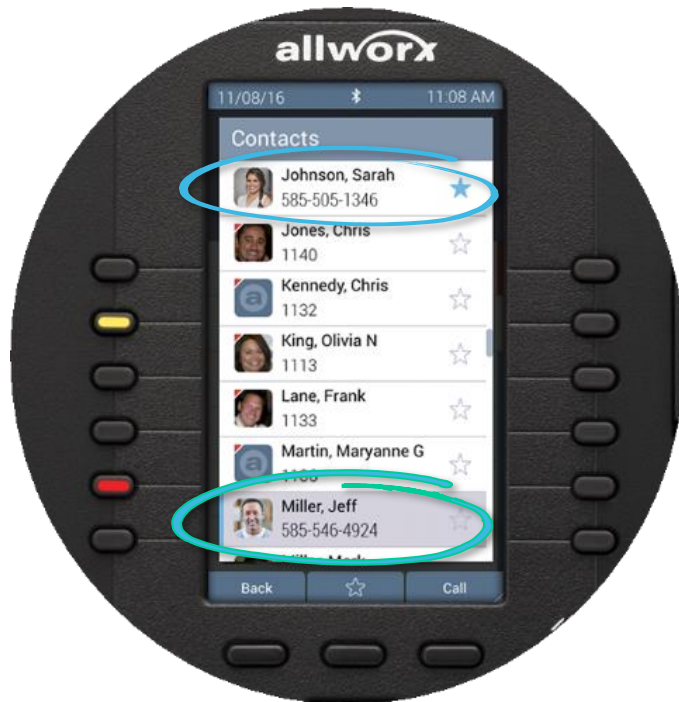 allworx
11/08/16 11:08 AM
Contacts
Johnson, Sarah
585-505-1346
Jones, Chris
1140
Kennedy, Chris
1132
King, Olivia N
1113
Lane, Frank
1133
Martin, Maryanne G
Miller, Jeff
585-546-4924
Back Call